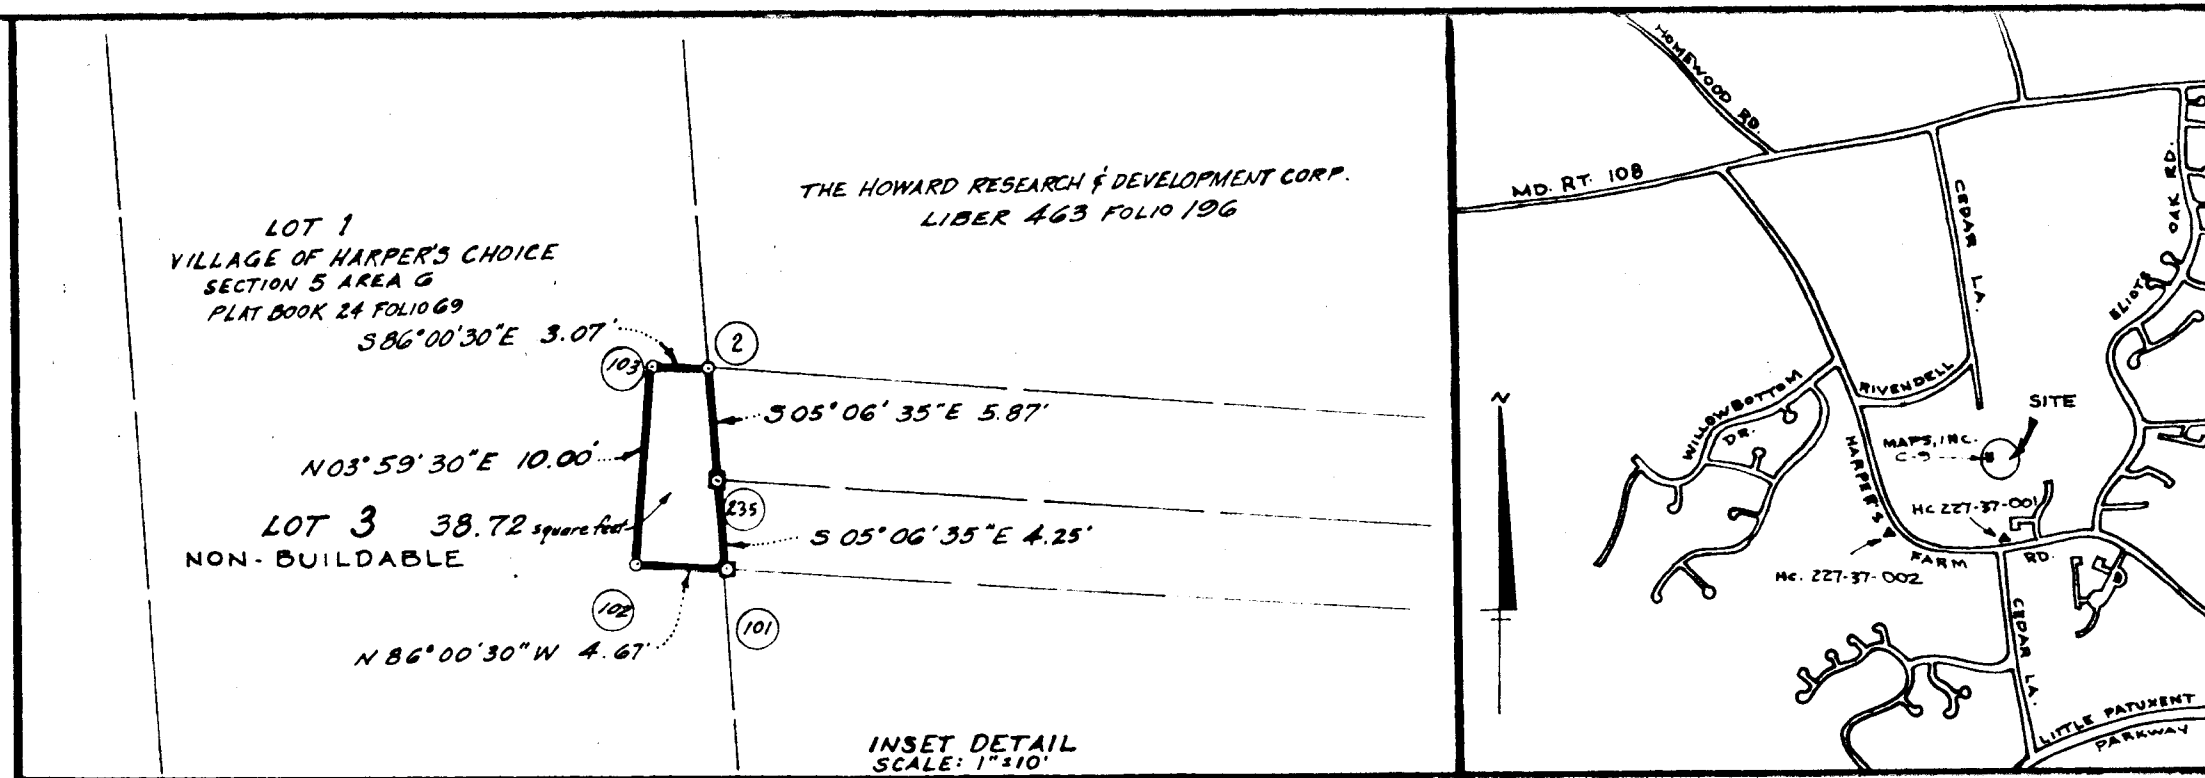 LOT 1
VILLAGE OF HARPER'S CHOICE
SECTION 5 AREA G
PLAT BOOK 24 FOLIO 69
THE HOWARD RESEARCH & DEVELOPMENT CORP.
LIBER 463 FOLIO 196
S 86°00'30"E 3.07'
103
2
S 05°06'35"E 5.87'
N 03°59'30"E 10.00'
235
LOT 3 38.72 square feet
NON-BUILDABLE
S 05°06'35"E 4.25'
102
101
N 86°00'30"W 4.67'
INSET DETAIL
SCALE: 1"=10'
HOMEWOOD RD.
MD. RT. 108
CEDAR LA.
ELIOTS OAK RD.
WILLOWBOTTOM DR.
RIVENDELL
SITE
N
MAPS, INC.
C-9
HARPER'S FARM RD.
HC 227-37-001
HC. 227-37-002
CEDAR LA.
LITTLE PATUXENT
PARKWAY